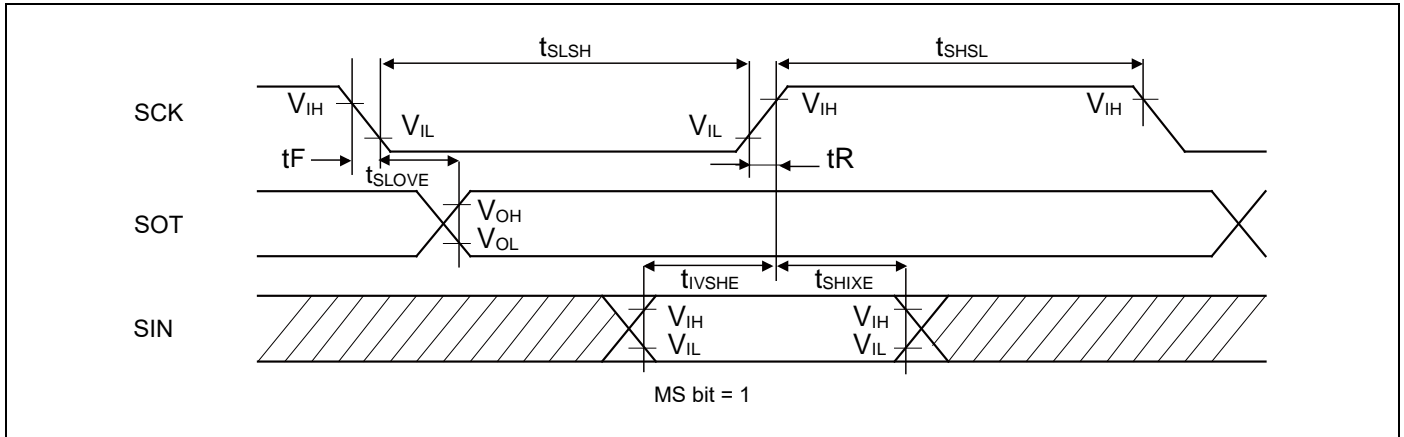 tSLSH
tSHSL
SCK
VIH
VIL
VIL
VIH
VIH
tF
tSLOVE
tR
SOT
VOH
VOL
tIVSHE
tSHIXE
SIN
VIH
VIL
VIH
VIL
MS bit = 1